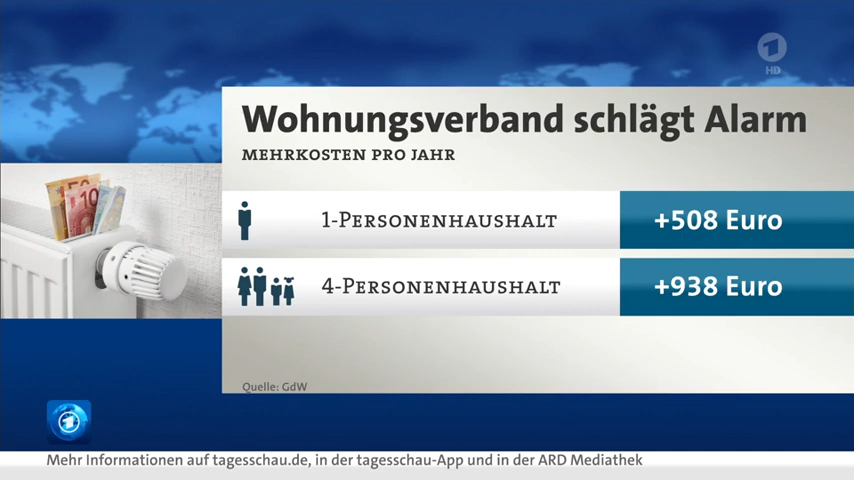 HD
Wohnungsverband schlägt Alarm
MEHRKOSTEN PRO JAHR
1-PERSONENHAUSHALT
+508 Euro
4-PERSONENHAUSHALT
+938 Euro
Quelle: GdW
Mehr Informationen auf tagesschau.de, in der tagesschau-App und in der ARD Mediathek